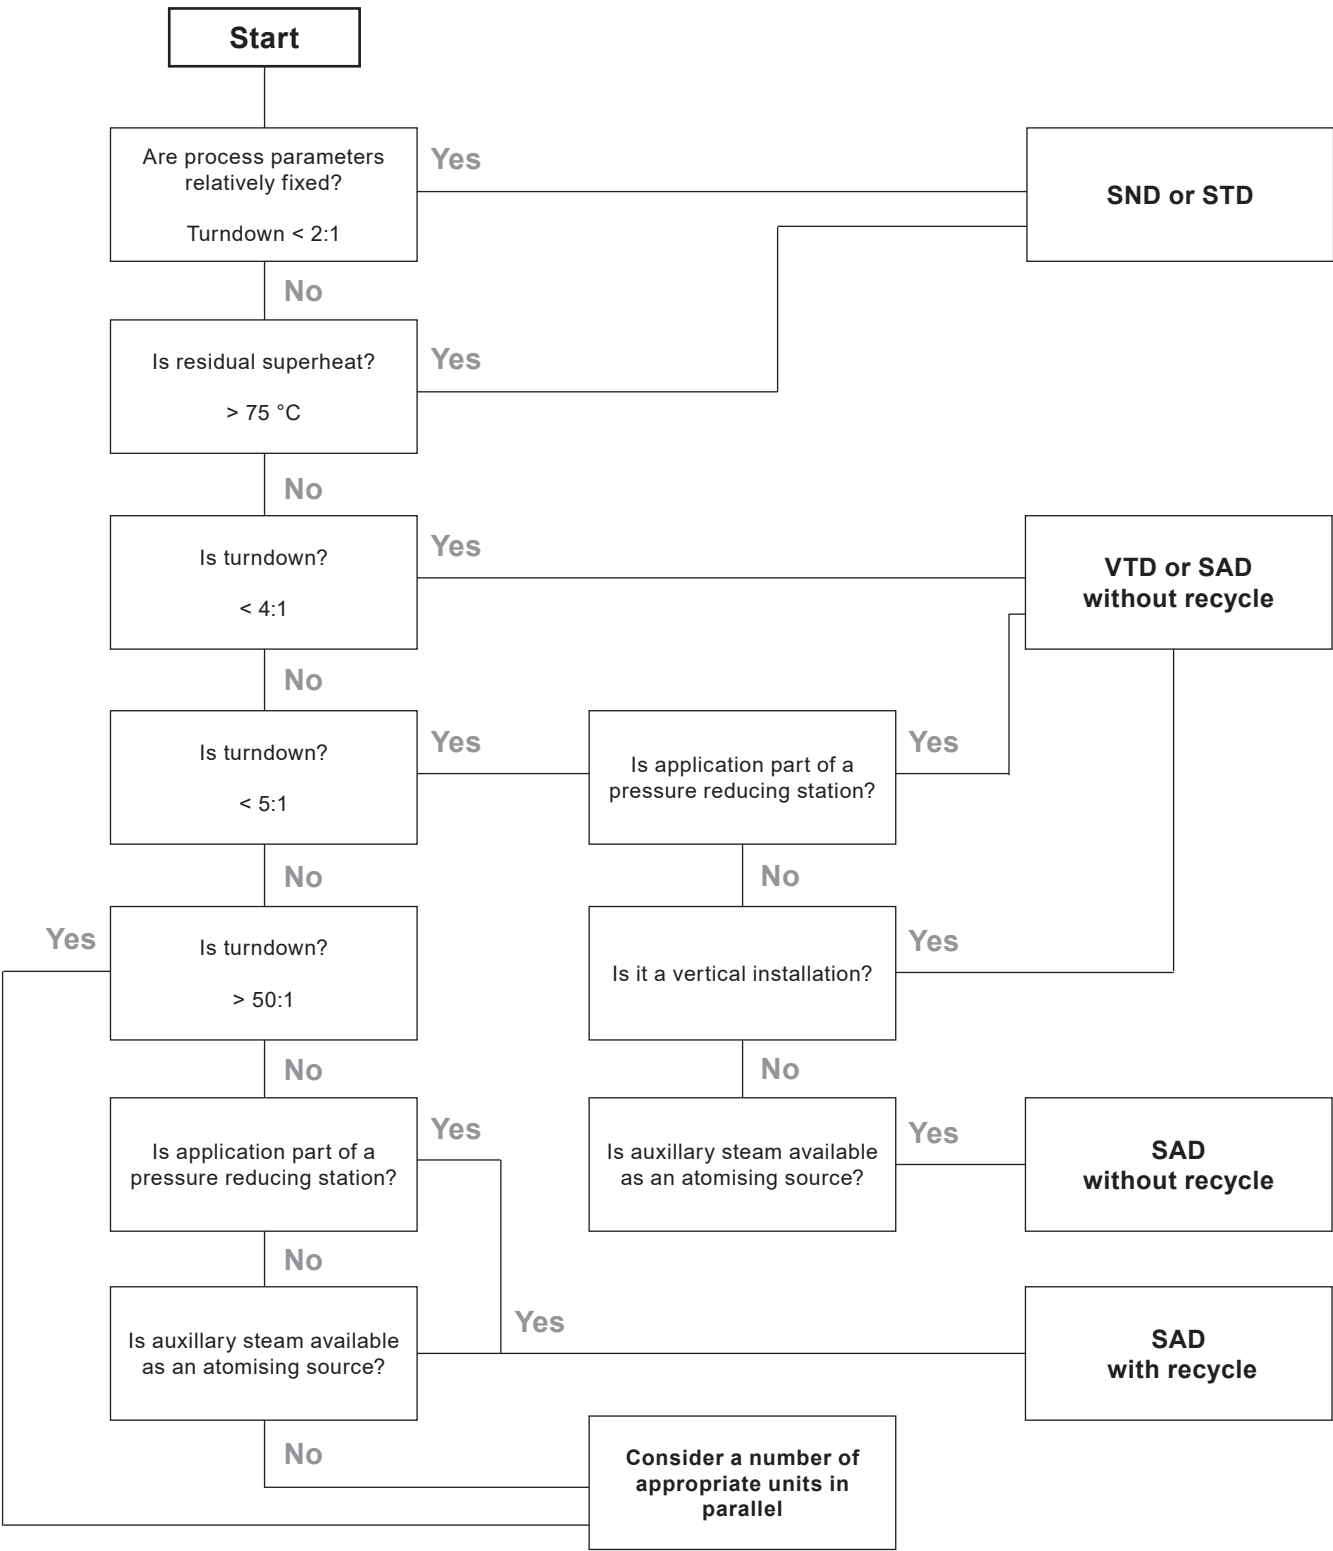 Start
Are process parameters
relatively fixed?
Turndown < 2:1
Yes
SND or STD
No
Is residual superheat?
> 75 °C
Yes
No
Is turndown?
< 4:1
Yes
VTD or SAD
without recycle
No
Is turndown?
< 5:1
Yes
Is application part of a
pressure reducing station?
Yes
No
No
Yes
Is turndown?
> 50:1
Is it a vertical installation?
Yes
No
No
Is application part of a
pressure reducing station?
Yes
Is auxillary steam available
as an atomising source?
Yes
SAD
without recycle
No
Is auxillary steam available
as an atomising source?
Yes
SAD
with recycle
No
Consider a number of
appropriate units in
parallel